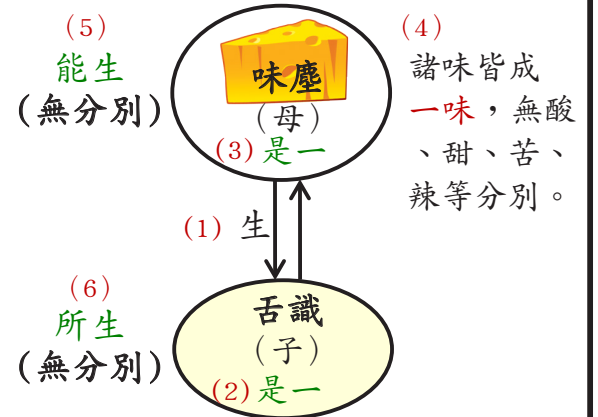 (5)
能生
(無分別)
味塵
(母)
(3)是一
(4)
諸味皆成
一味，無酸
、甜、苦、
辣等分別。
(1) 生
(6)
所生
(無分別)
舌識
(子)
(2)是一